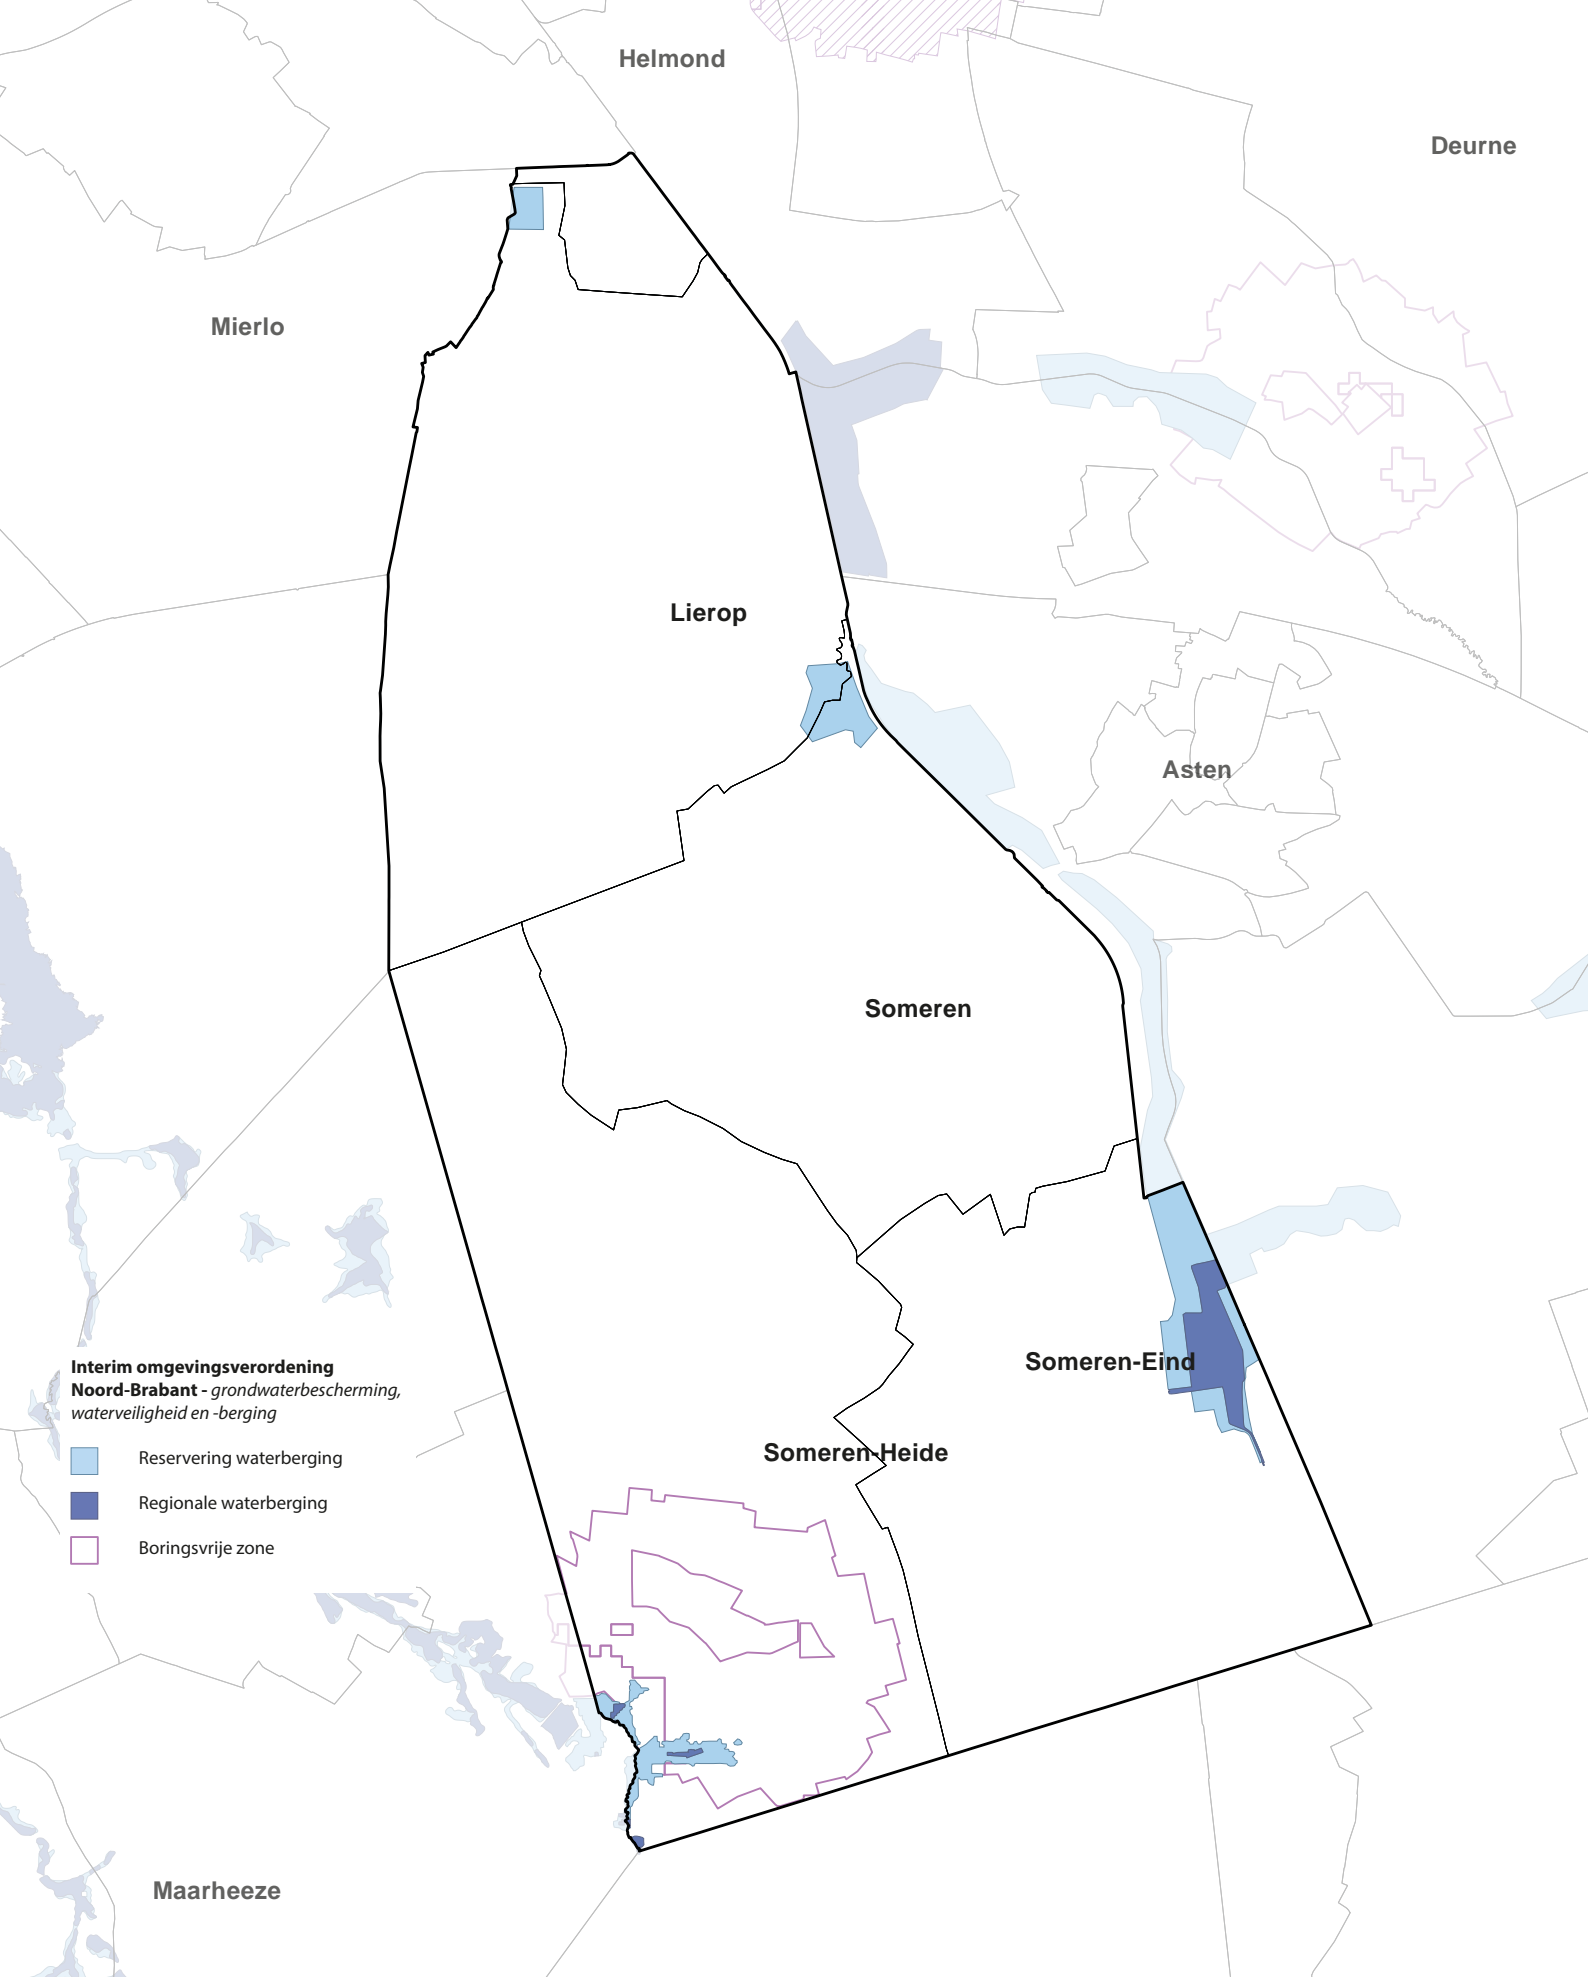 Helmond
Deurne
Mierlo
Lierop
Asten
Someren
Someren-Eind
Interim omgevingsverordening
Noord-Brabant - grondwaterbescherming,
waterveiligheid en -berging
Someren-Heide
Reservering waterberging
Regionale waterberging
Boringsvrije zone
Maarheeze